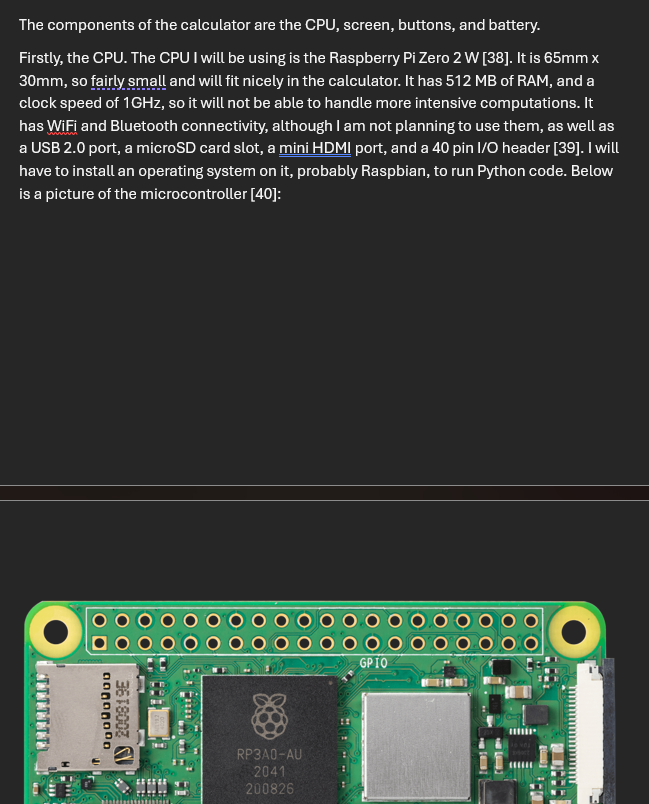 The components of the calculator are the CPU, screen, buttons, and battery.
Firstly, the CPU. The CPU I will be using is the Raspberry Pi Zero 2 W [38]. It is 65mm x
30mm, so fairly small and will fit nicely in the calculator. It has 512 MB of RAM, and a
clock speed of 1GHz, so it will not be able to handle more intensive computations. It
has WiFi and Bluetooth connectivity, although I am not planning to use them, as well as
a USB 2.0 port, a microSD card slot, a mini HDMI port, and a 40 pin I/O header [39]. I will
have to install an operating system on it, probably Raspbian, to run Python code. Below
is a picture of the microcontroller [40]:
GPIO
200819E
RP3A0-AU
2041
200826